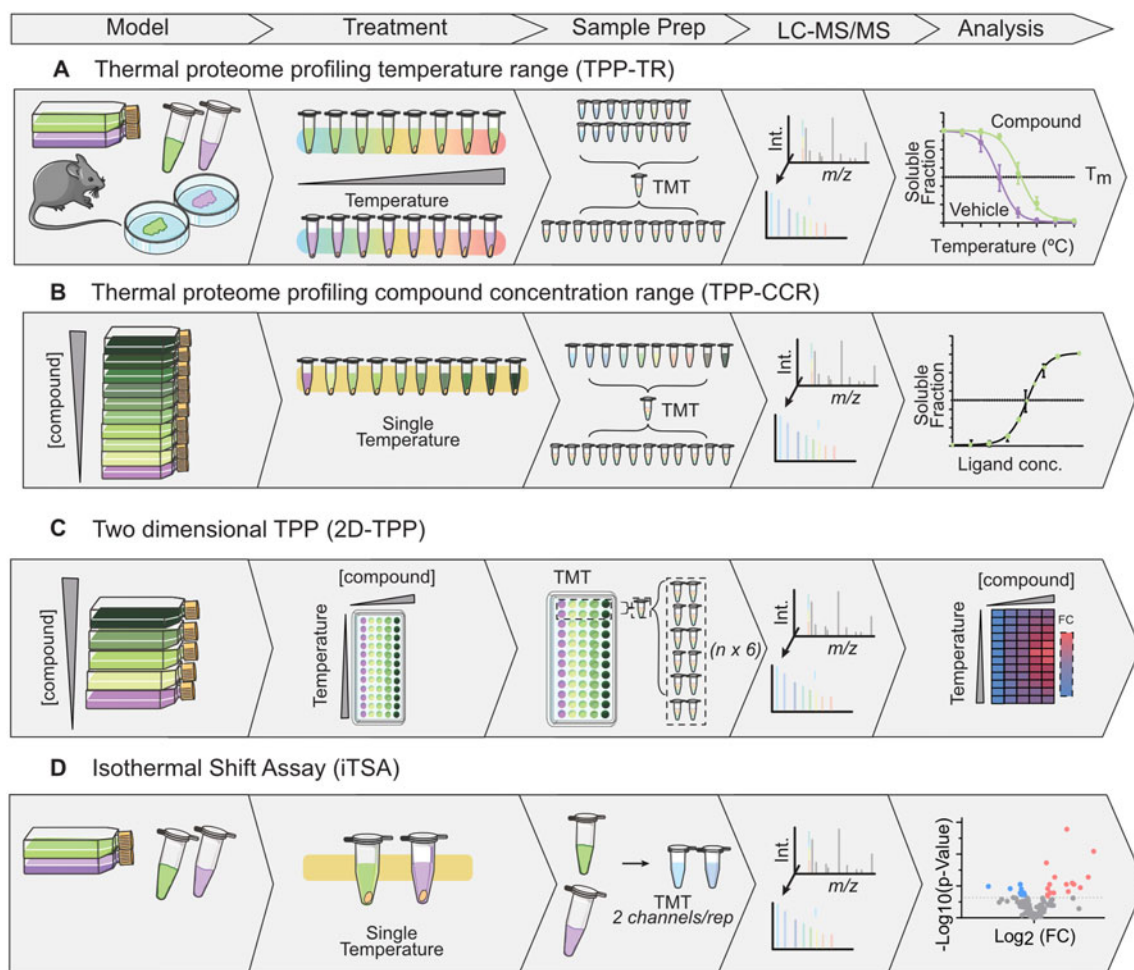 Model
Treatment
Sample Prep
LC-MS/MS
Analysis
A Thermal proteome profiling temperature range (TPP-TR)
Temperature
TMT
Int.
m/z
Soluble
Fraction
Compound
Vehicle
Tm
Temperature (ºC)
B Thermal proteome profiling compound concentration range (TPP-CCR)
[compound]
Single
Temperature
TMT
Int.
m/z
Soluble
Fraction
Ligand conc.
C Two dimensional TPP (2D-TPP)
[compound]
[compound]
Temperature
TMT
(n x 6)
Int.
m/z
[compound]
Temperature
FC
D Isothermal Shift Assay (iTSA)
Single
Temperature
TMT
2 channels/rep
Int.
m/z
-Log10(p-Value)
Log2 (FC)